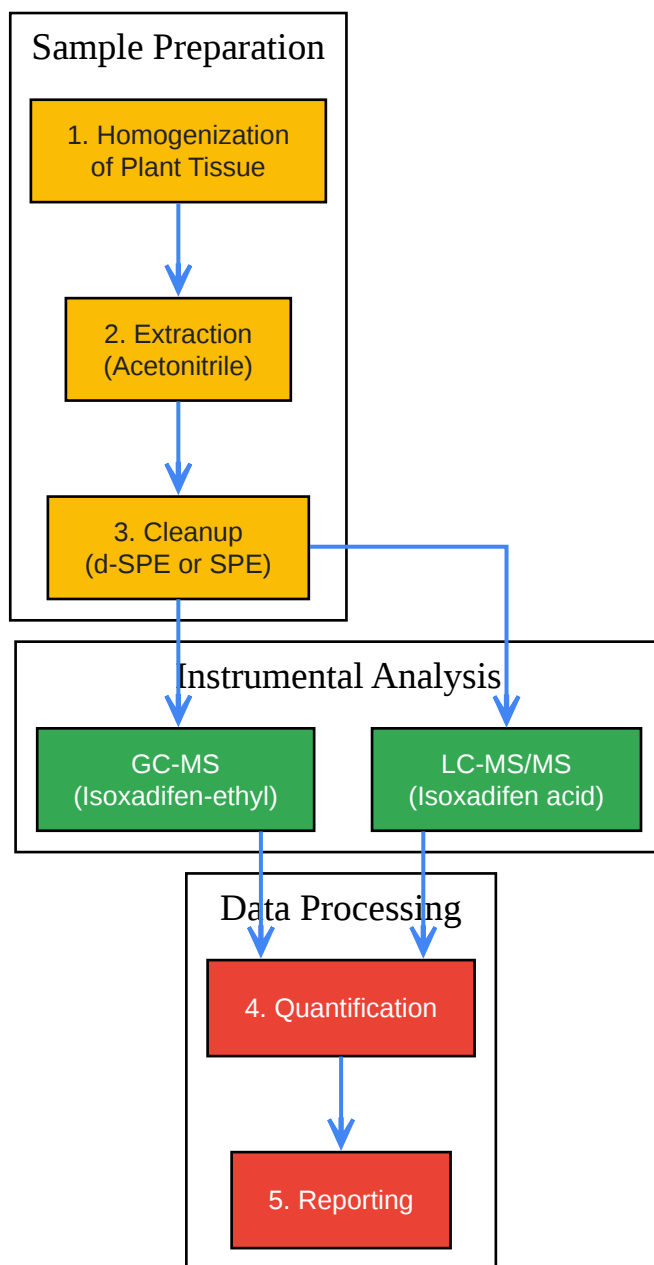 Sample Preparation
1. Homogenization
of Plant Tissue
2. Extraction
(Acetonitrile)
3. Cleanup
(d-SPE or SPE)
Instrumental Analysis
GC-MS
(Isoxadifen-ethyl)
LC-MS/MS
(Isoxadifen acid)
Data Processing
4. Quantification
5. Reporting